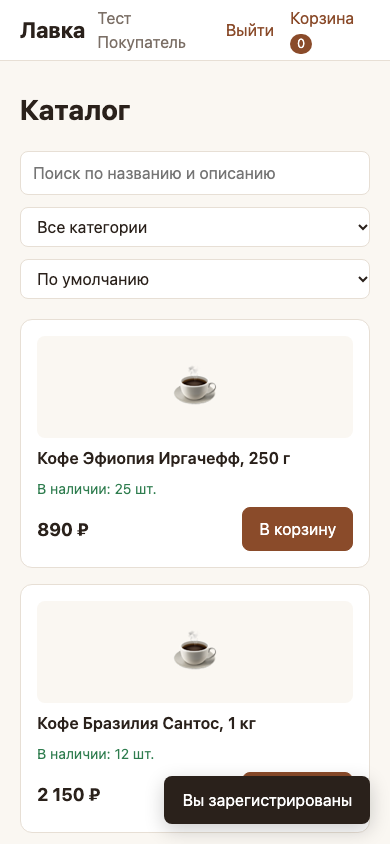 Лавка
Тест
Покупатель
Выйти
Корзина
0
Каталог
Поиск по названию и описанию
Все категории
По умолчанию
Кофе Эфиопия Иргачефф, 250 г
В наличии: 25 шт.
890 ₽
В корзину
Кофе Бразилия Сантос, 1 кг
В наличии: 12 шт.
2 150 ₽
Вы зарегистрированы